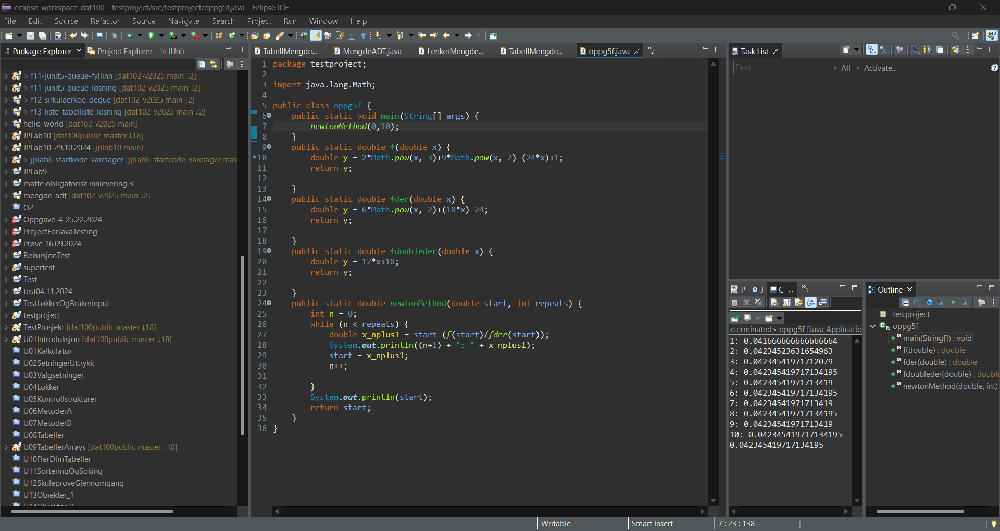 eclipse-workspace-dat100 - testproject/src/testproject/oppg5f.java - Eclipse IDE
File Edit Source Refactor Source Navigate Search Project Run Window Help
Package Explorer
Project Explorer
JUnit
> f11-junit5-queue-fyllinn [dat102-v2025 main ↓2]
> f11-junit5-queue-losning [dat102-v2025 main ↓2]
> f12-sirkulaerkoe-deque [dat102-v2025 main ↓2]
> f13-liste-tabelliste-losning [dat102-v2025 main ↓2]
hello-world [dat102-v2025 main]
JPLab10 [dat100public master ↓18]
JPLab10-29.10.2024 [jplab10 main]
> jplab6-startkode-varelager [jplab6-startcode-varelager mas
JPLab9
matte obligatorisk innlevering 3
mengde-adt [dat102-v2025 main ↓2]
O2
Oppgave-4-25.22.2024
ProjectForJavaTesting
Prøve 16.09.2024
RekursjonTest
supertest
Test
test04.11.2024
TestLøkkerOgBrukerinput
testproject
TestProsjekt [dat100public master ↓18]
U01Introduksjon [dat100public master ↓18]
U01Kalkulator
U02SetningerUttrykk
U03Valgsetninger
U04Lokker
U05Kontrollstrukturer
U06MetoderA
U07MetoderB
U08Tabeller
U09TabellerArrays [dat100public master ↓18]
U10FlerDimTabeller
U11SorteringOgSoking
U12SkuleproveGjennomgang
U13Objekter_1
TabellMengde... MengdeADT.java LenketMengde... TabellMengde... oppg5f.java »2
1 package testproject;
2
3 import java.lang.Math;
4
5 public class oppg5f {
6 public static void main(String[] args) {
7 newtonMethod(0,10);
8 }
9 public static double f(double x) {
10 double y = 2*Math.pow(x, 3)+9*Math.pow(x, 2)-(24*x)+1;
11 return y;
12
13 }
14 public static double fder(double x) {
15 double y = 6*Math.pow(x, 2)+(18*x)-24;
16 return y;
17
18 }
19 public static double fdoubleder(double x) {
20 double y = 12*x+18;
21 return y;
22
23 }
24 public static double newtonMethod(double start, int repeats) {
25 int n = 0;
26 while (n < repeats) {
27 double x_nplus1 = start-(f(start)/fder(start));
28 System.out.println((n+1) + ": " + x_nplus1);
29 start = x_nplus1;
30 n++;
31
32 }
33 System.out.println(start);
34 return start;
35 }
36 }
Task List
Find
All
Activate...
P J C »5
<terminated> oppg5f [Java Applicatio
1: 0.041666666666666664
2: 0.04234523631654963
3: 0.04234541971712079
4: 0.042345419717134195
5: 0.04234541971713419
6: 0.042345419717134195
7: 0.04234541971713419
8: 0.042345419717134195
9: 0.04234541971713419
10: 0.042345419717134195
0.042345419717134195
Outline
testproject
oppg5f
main(String[]) : void
f(double) : double
fder(double) : double
fdoubleder(double) : double
newtonMethod(double, int)
Writable
Smart Insert
7 : 23 : 138